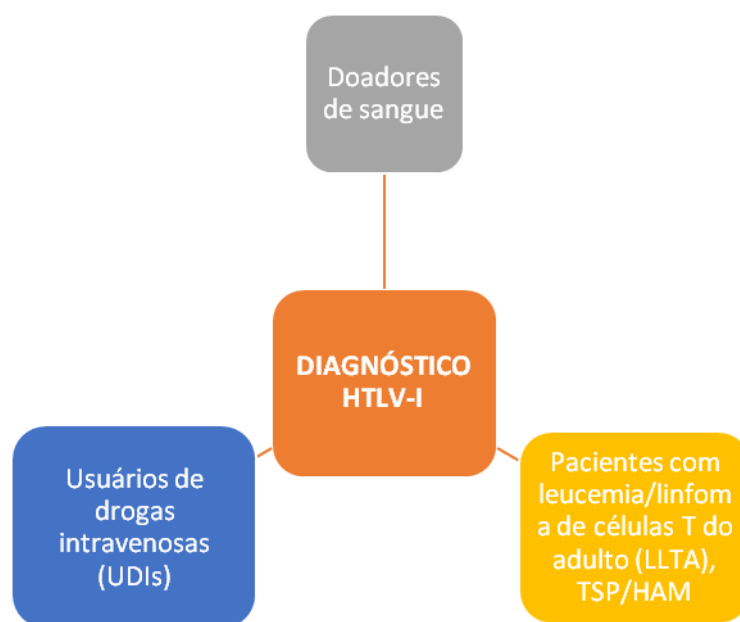 Doadores
de sangue
DIAGNÓSTICO
HTLV-I
Usuários de
drogas
intravenosas
(UDIs)
Pacientes com
leucemia/linfom
a de células T do
adulto (LLTA),
TSP/HAM